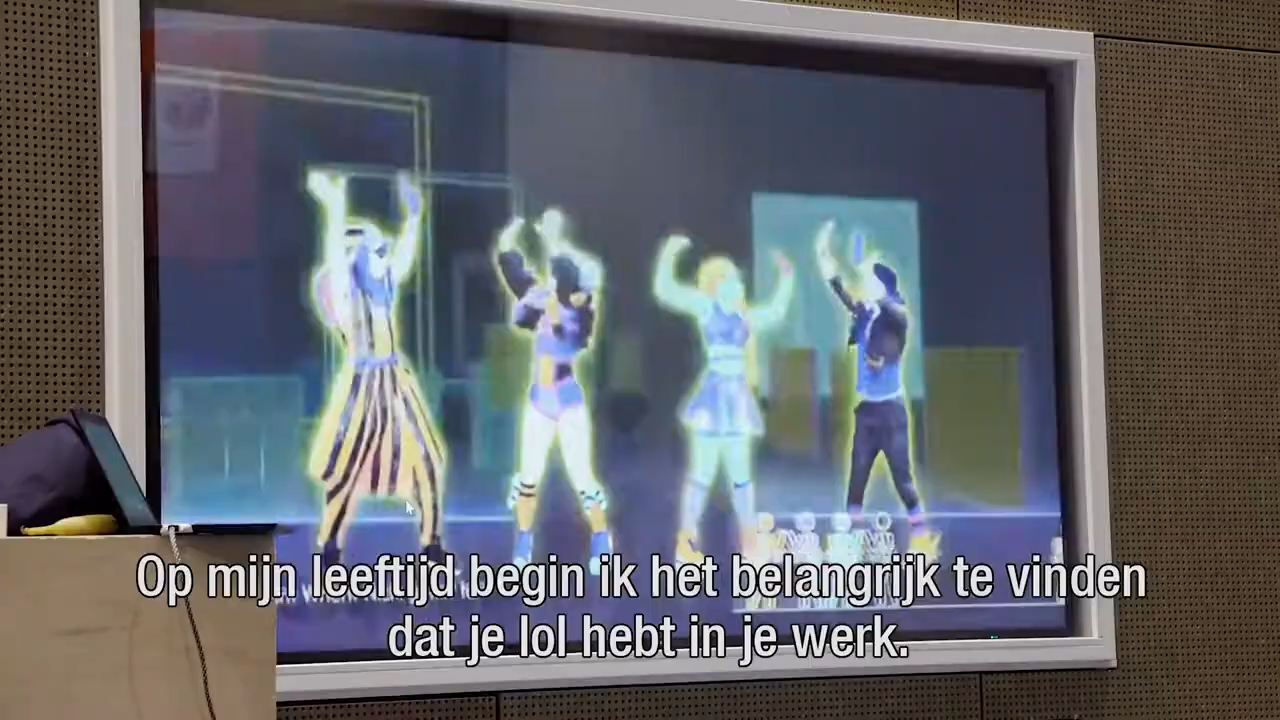 Op mijn leeftijd begin ik het belangrijk te vinden
dat je lol hebt in je werk.